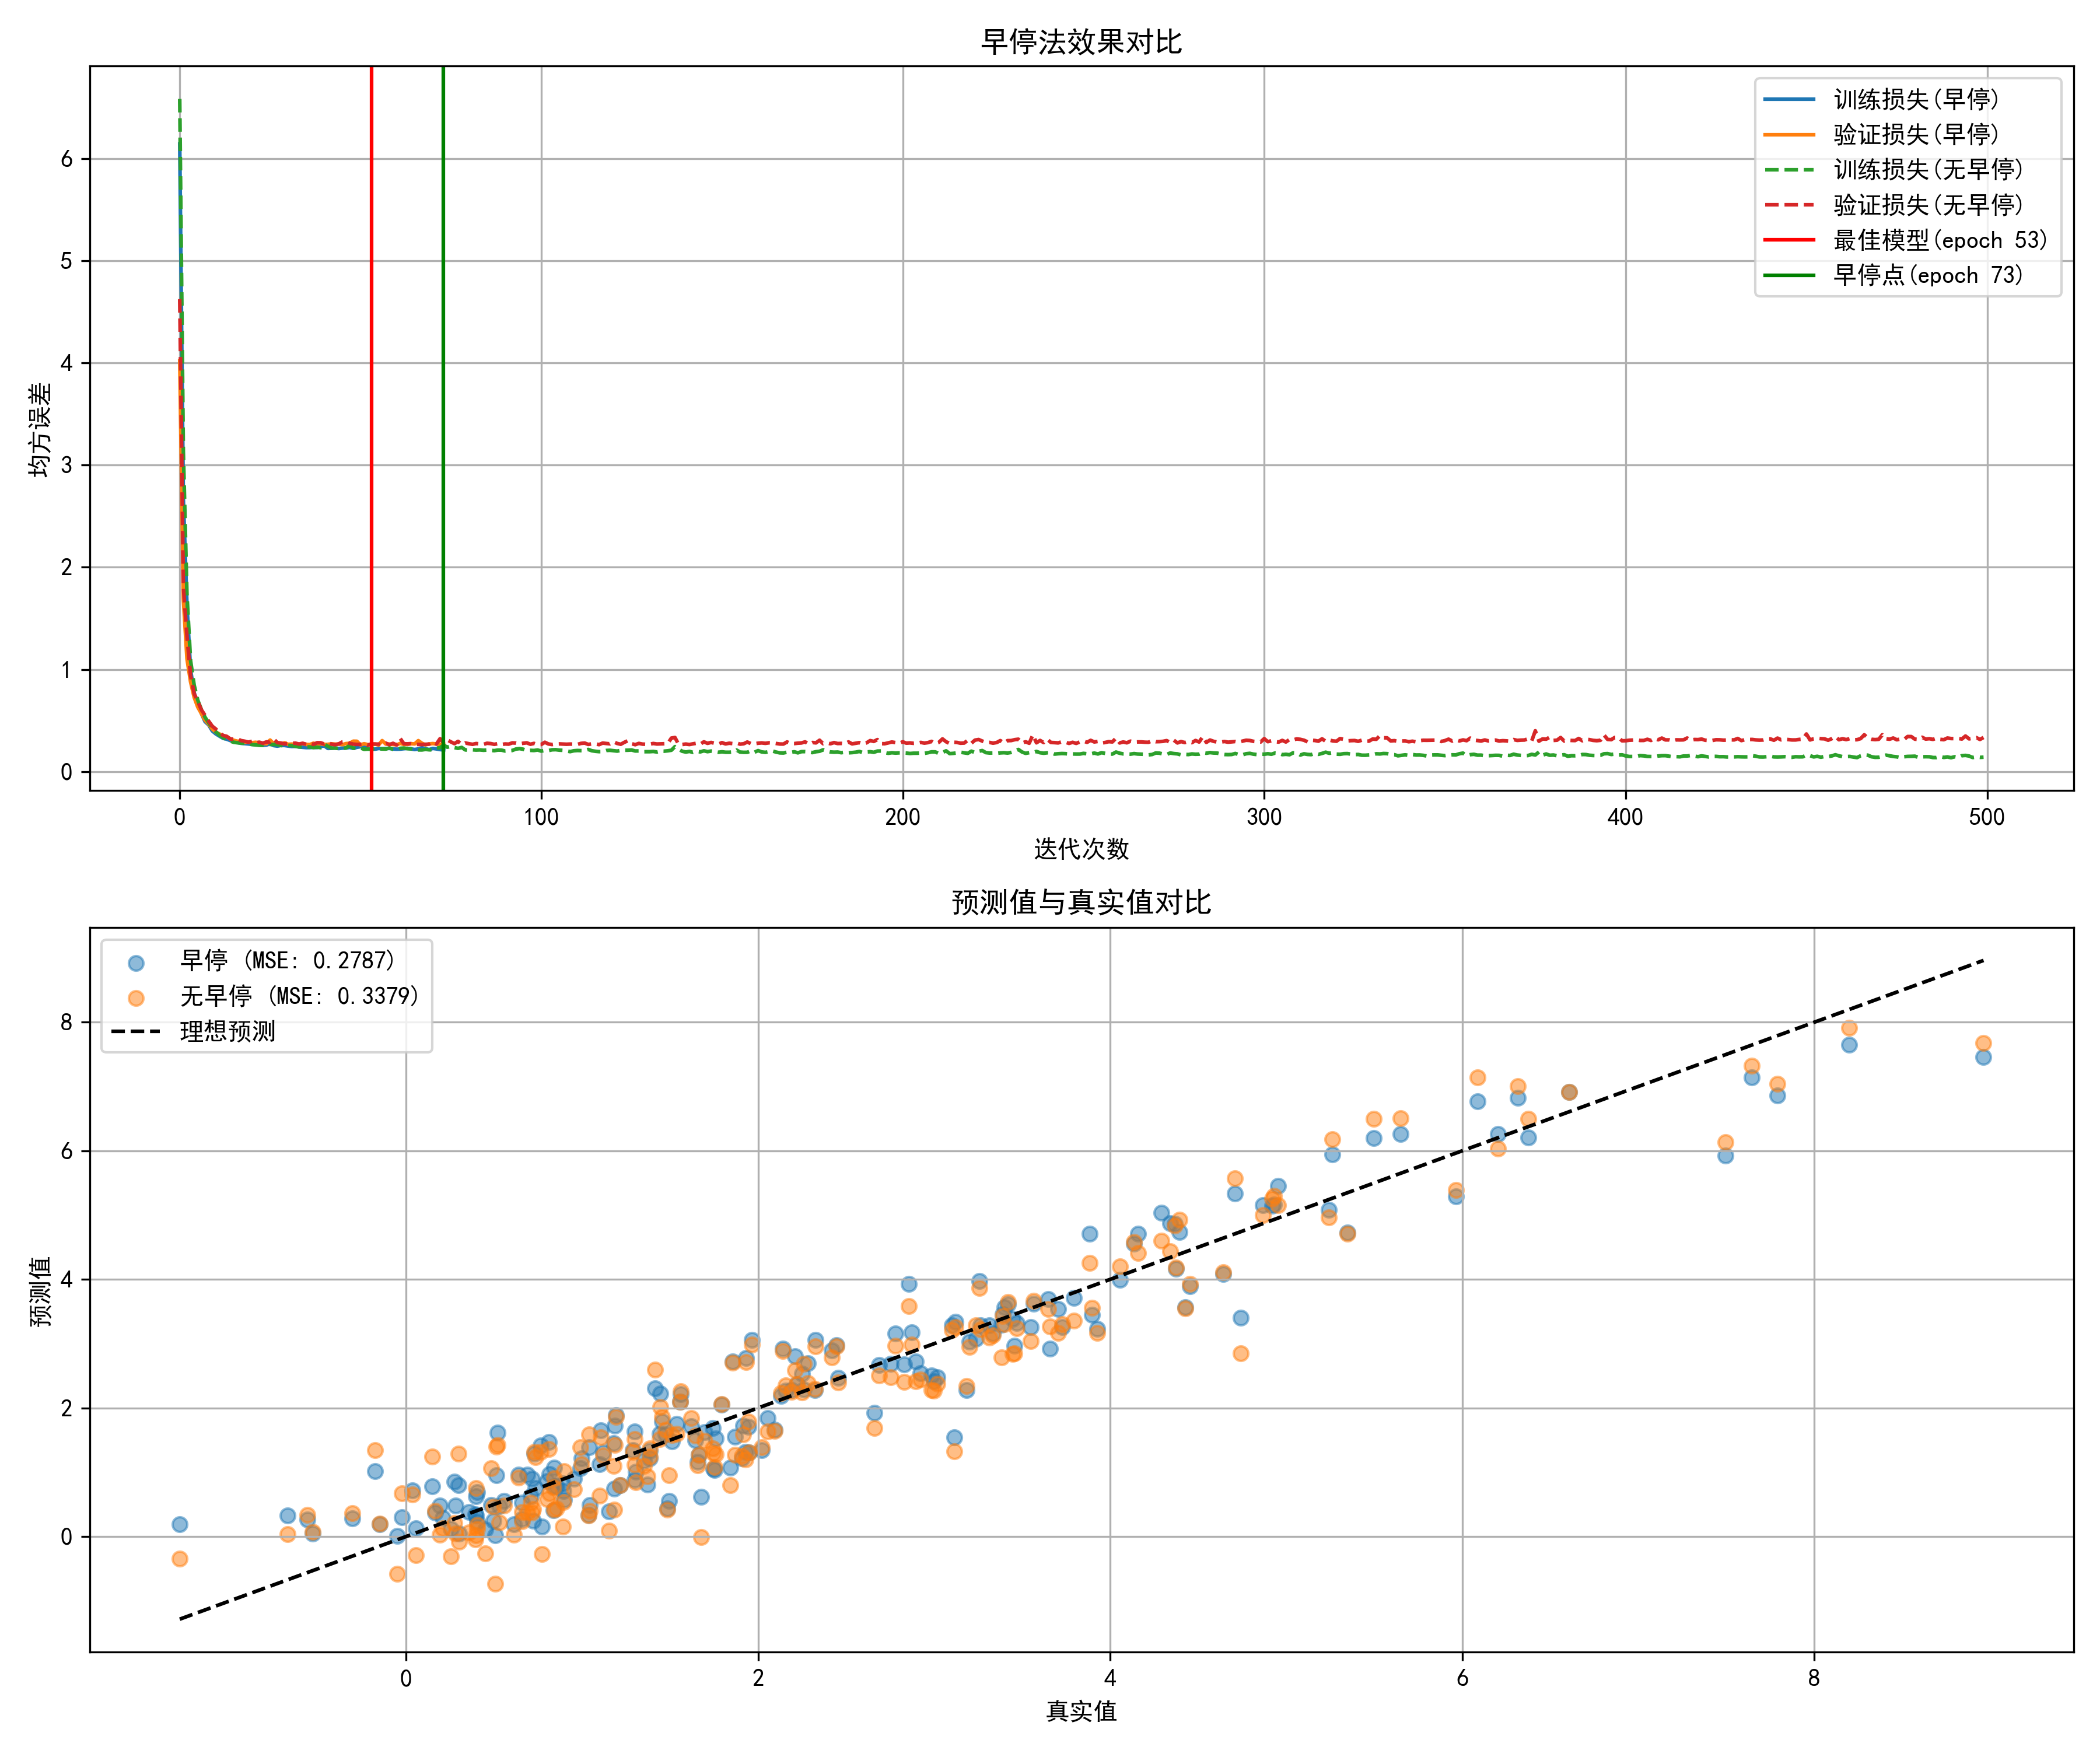 早停法效果对比
训练损失(早停)
验证损失(早停)
训练损失(无早停)
验证损失(无早停)
最佳模型(epoch 53)
早停点(epoch 73)
均方误差
6
5
4
3
2
1
0
0 100 200 300 400 500
迭代次数
预测值与真实值对比
早停 (MSE: 0.2787)
无早停 (MSE: 0.3379)
理想预测
预测值
8
6
4
2
0
0 2 4 6 8
真实值